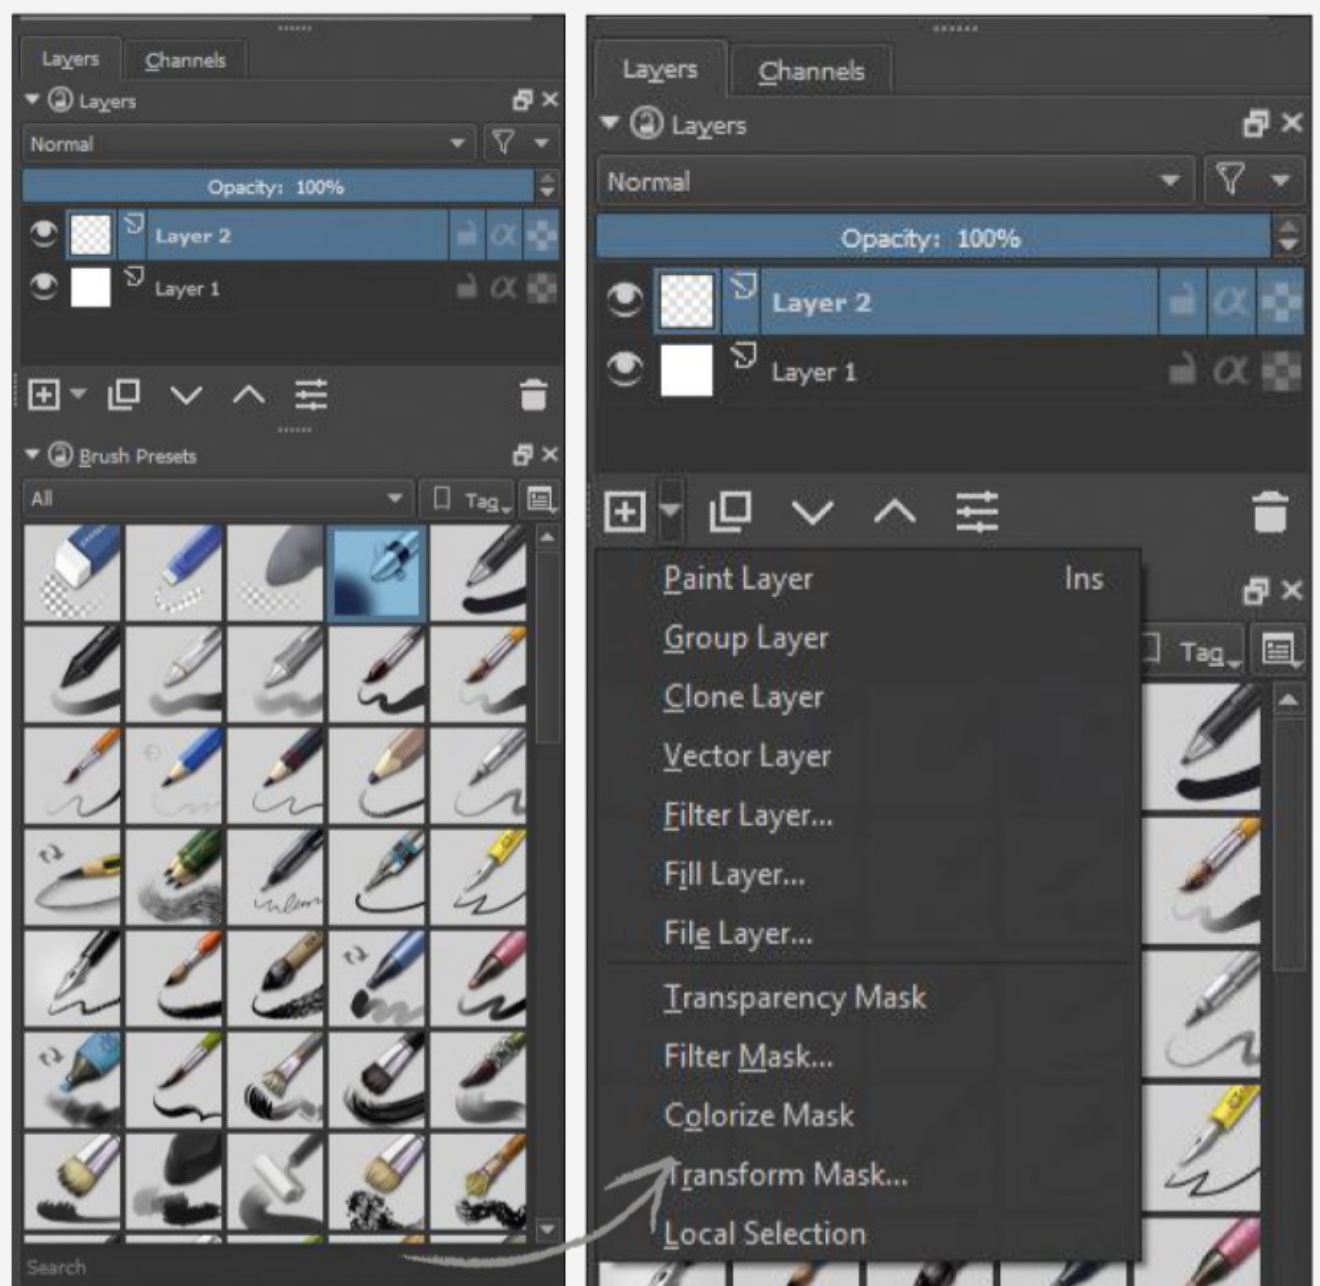 Layers Channels
Layers
Normal
Opacity: 100%
Layer 2 α
Layer 1 α
Brush Presets
All Tag
Search
Layers Channels
Layers
Normal
Opacity: 100%
Layer 2 α
Layer 1 α
Paint Layer Ins
Group Layer
Clone Layer
Vector Layer
Filter Layer...
Fill Layer...
File Layer...
Transparency Mask
Filter Mask...
Colorize Mask
Transform Mask...
Local Selection
Tag